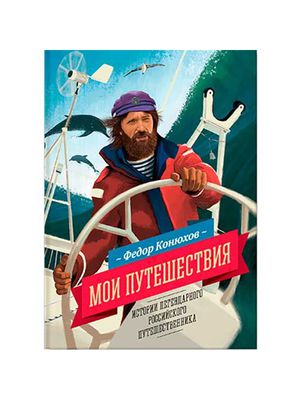 ~ Федор Конюхов ~
МОИ ПУТЕШЕСТВИЯ
ИСТОРИИ ЛЕГЕНДАРНОГО
РОССИЙСКОГО
ПУТЕШЕСТВЕННИКА